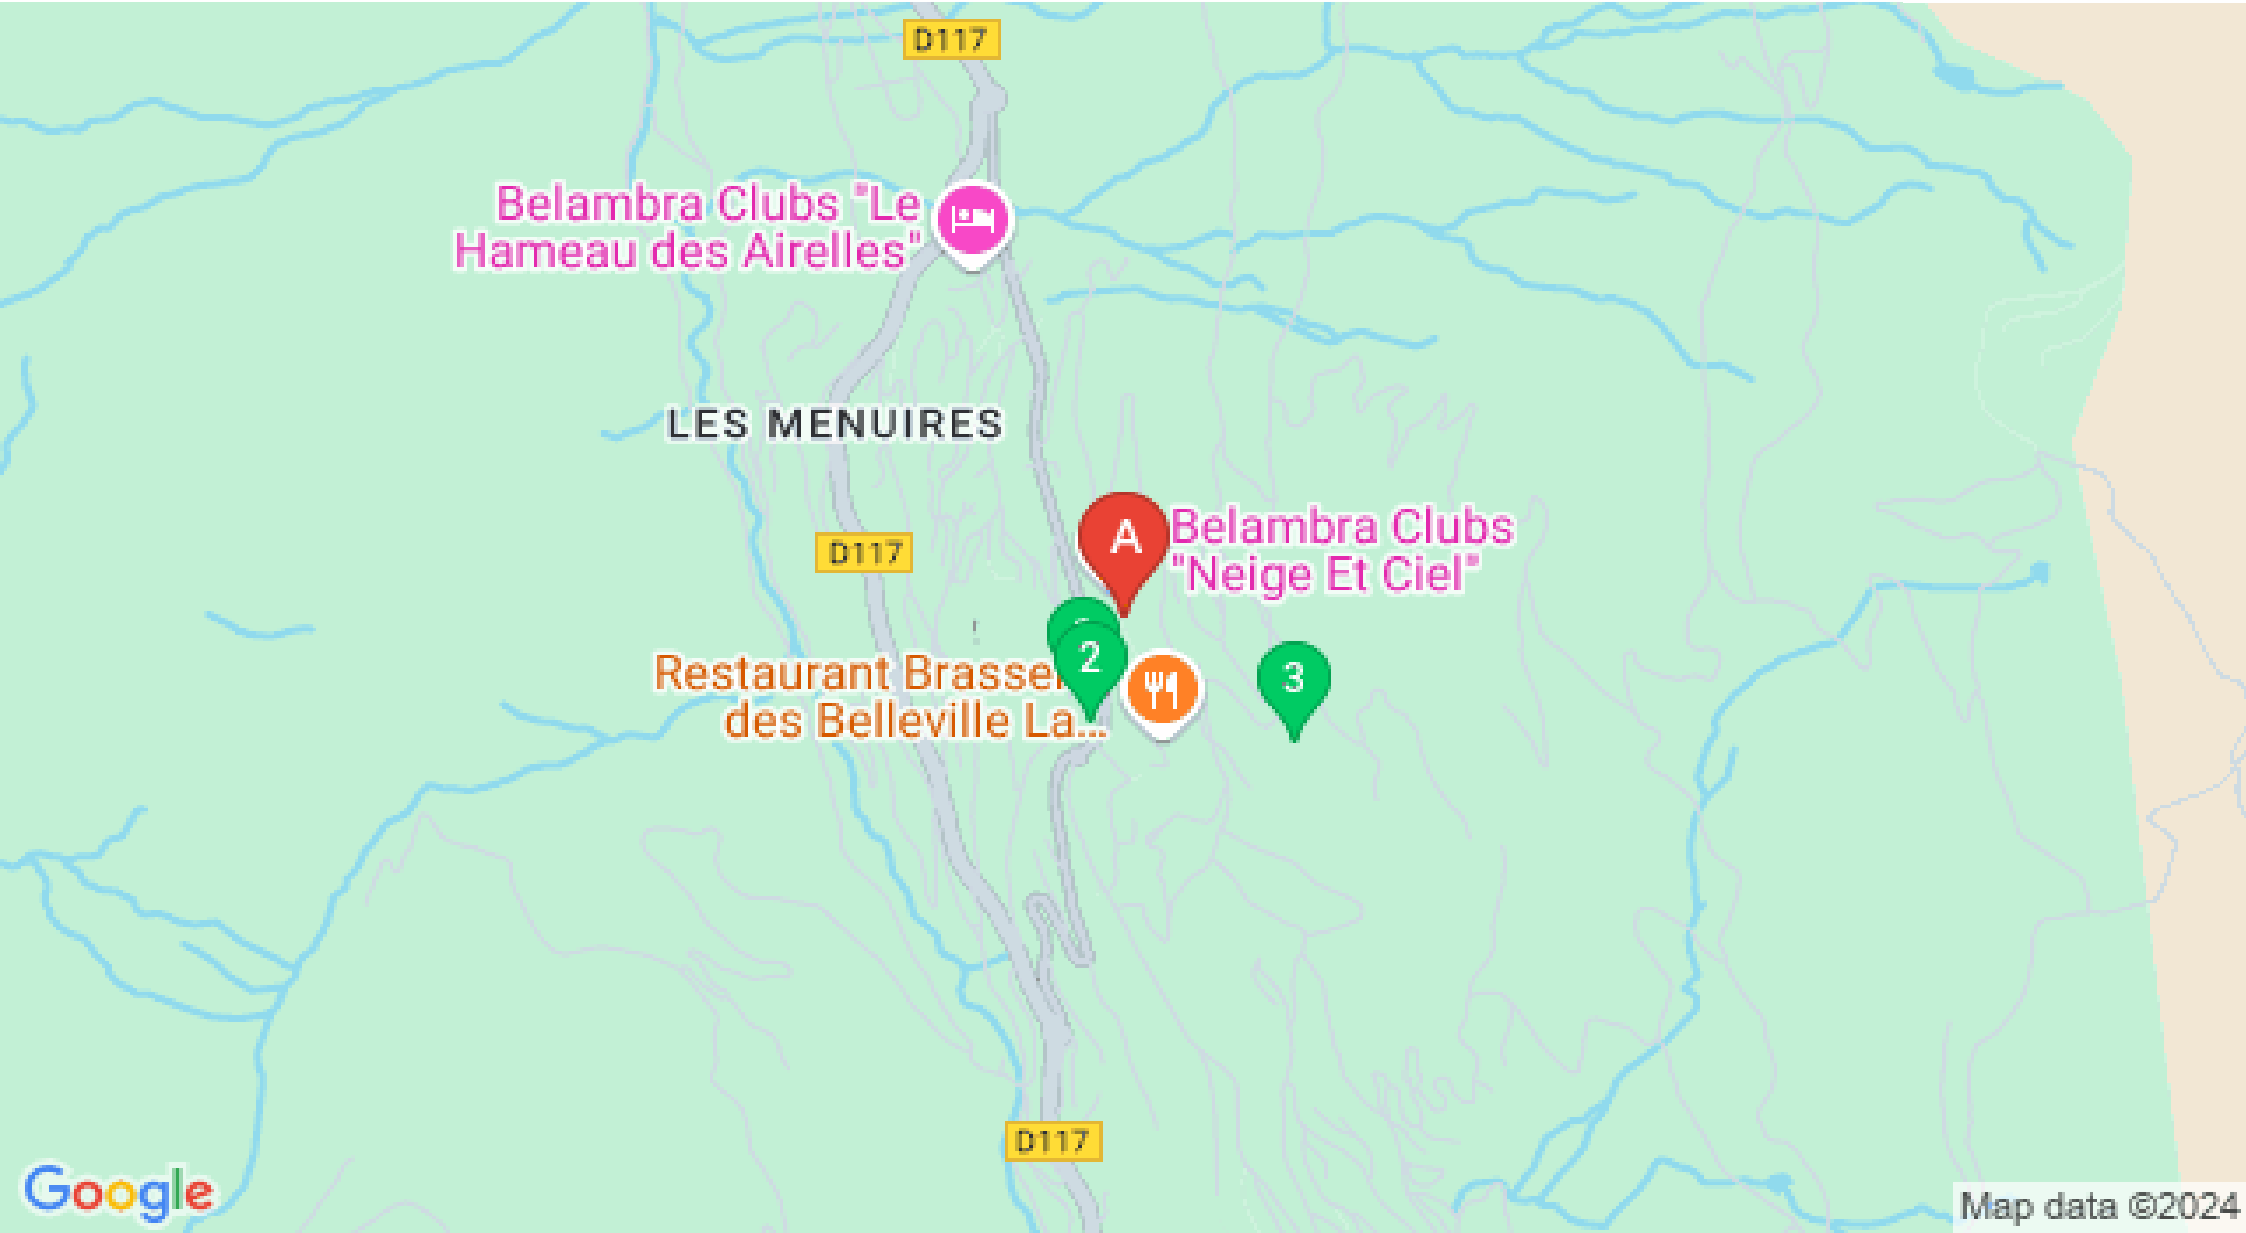 D117
Belambra Clubs "Le
Hameau des Airelles"
LES MENUIRES
A
Belambra Clubs
"Neige Et Ciel"
D117
2
3
Restaurant
des Belleville La...
D117
Google
Map data ©2024